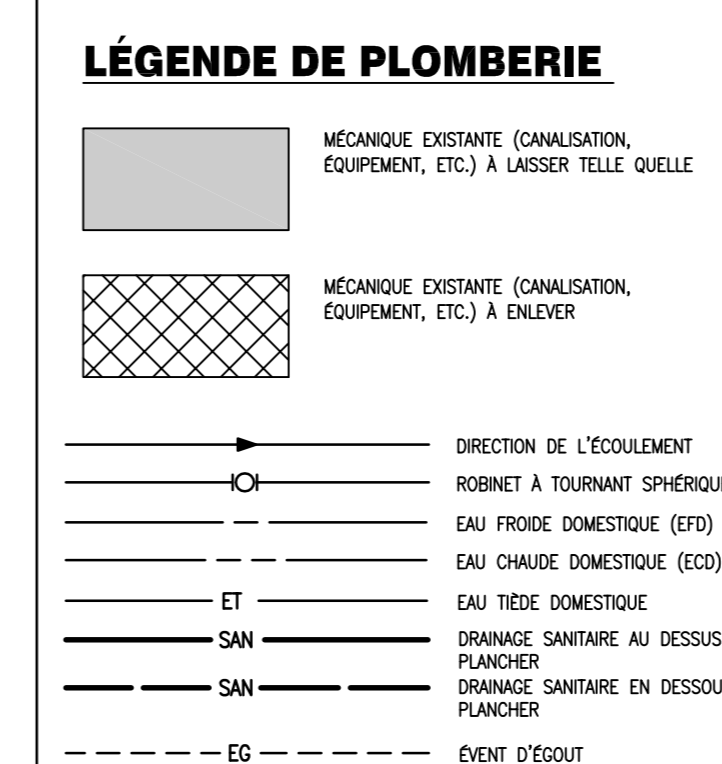 LÉGENDE DE PLOMBERIE
MÉCANIQUE EXISTANTE (CANALISATION,
ÉQUIPEMENT, ETC.) À LAISSER TELLE QUELLE
MÉCANIQUE EXISTANTE (CANALISATION,
ÉQUIPEMENT, ETC.) À ENLEVER
DIRECTION DE L'ÉCOULEMENT
ROBINET À TOURNANT
EAU FROIDE DOMESTIQUE (EFD)
EAU CHAUDE DOMESTIQUE (ECD)
ET EAU TIÈDE DOMESTIQUE
SAN DRAINAGE SANITAIRE AU DESSUS
PLANCHER
SAN DRAINAGE SANITAIRE EN
PLANCHER
EG ÉVENT D'ÉGOUT